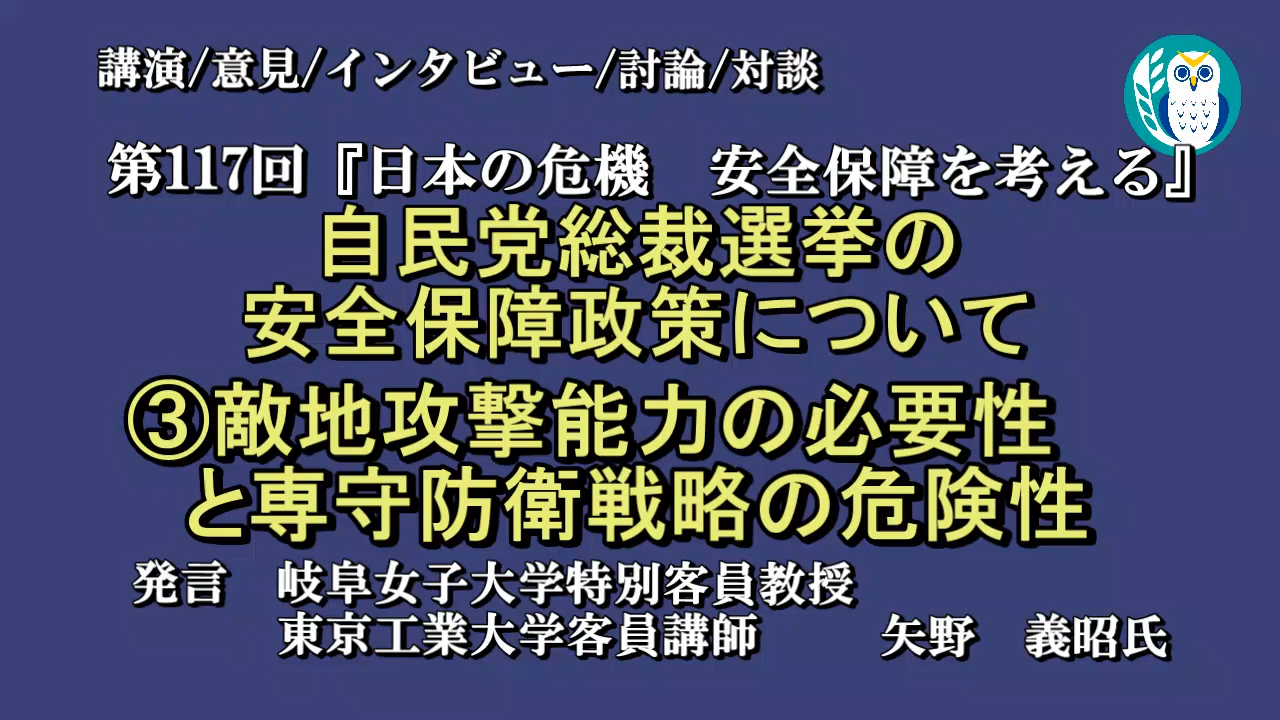 講演/意見/インタビュー/討論/対談
第117回『日本の危機　安全保障を考える』
自民党総裁選挙の
安全保障政策について
③敵地攻撃能力の必要性
と専守防衛戦略の危険性
発言　岐阜女子大学特別客員教授
東京工業大学客員講師　矢野　義昭氏